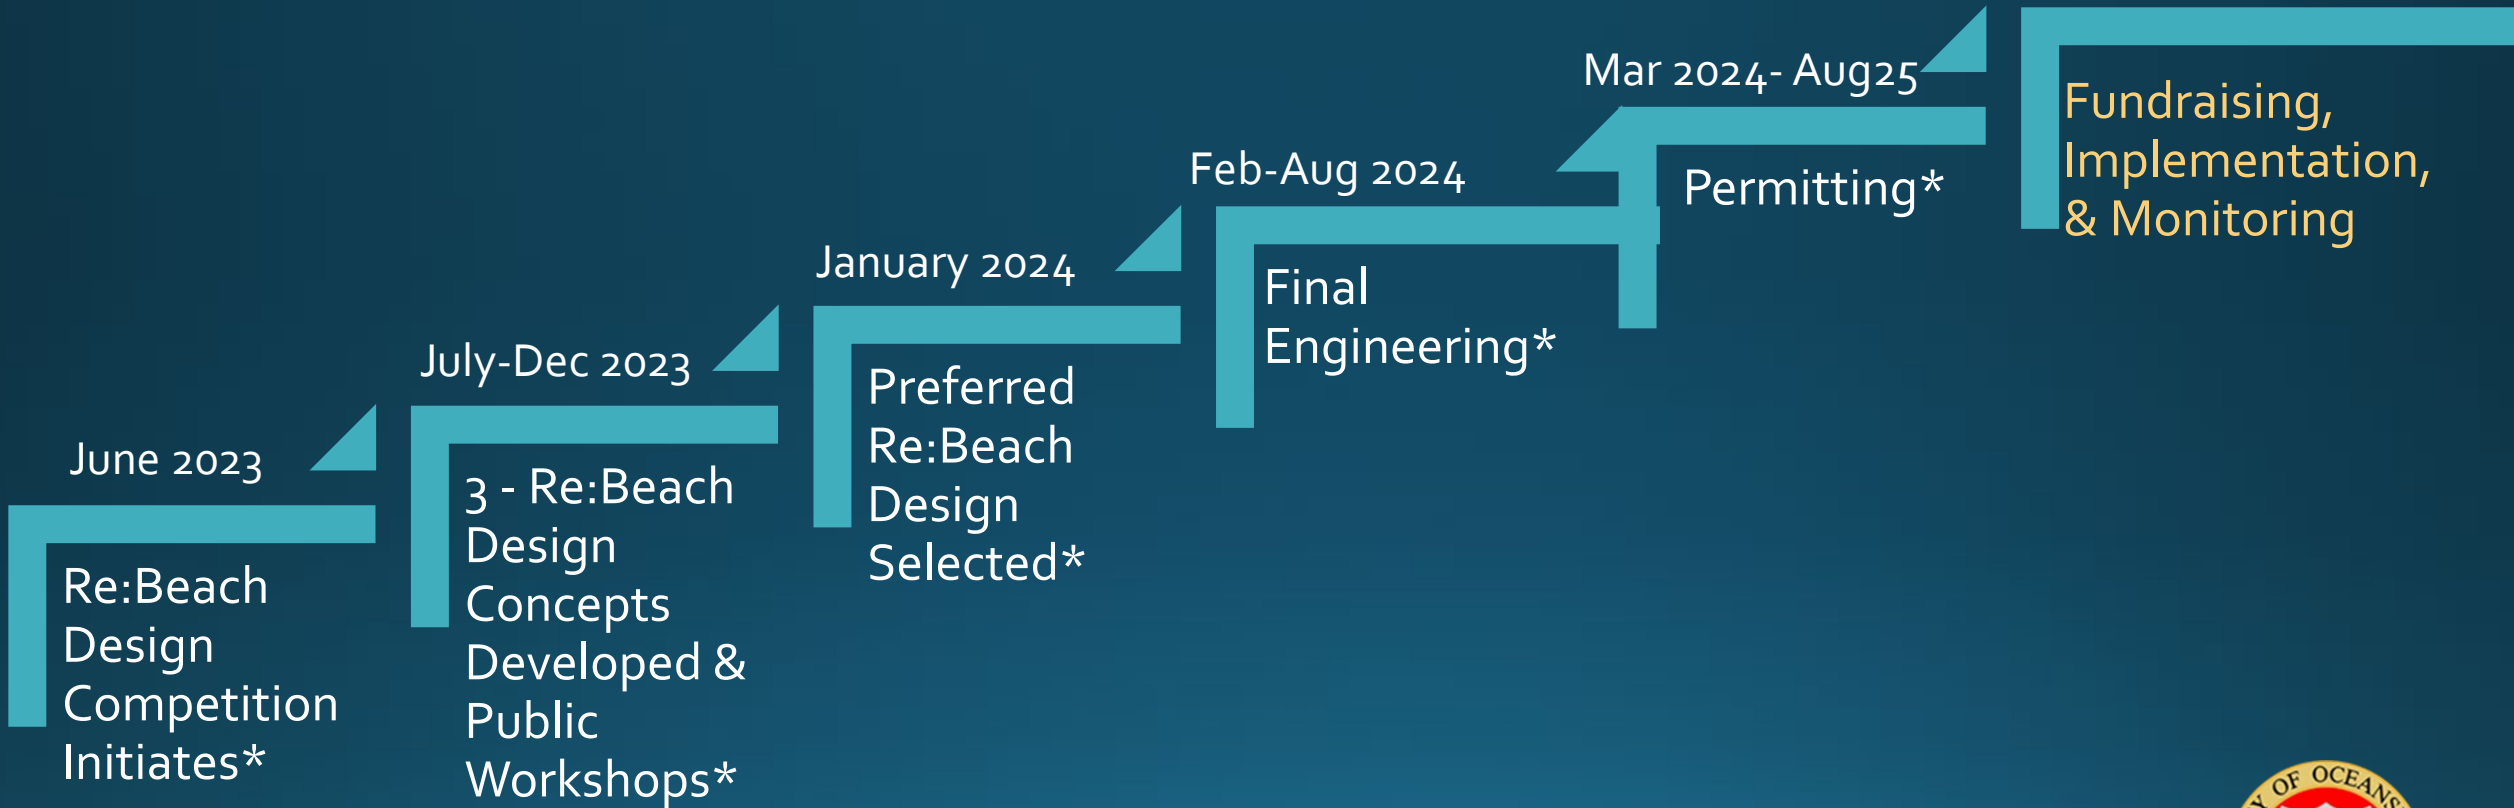 June 2023
Re:Beach
Design
Competition
Initiates*
July-Dec 2023
3 - Re:Beach
Design
Concepts
Developed &
Public
Workshops*
January 2024
Preferred
Re:Beach
Design
Selected*
Feb-Aug 2024
Final
Engineering*
Mar 2024- Aug25
Permitting*
Fundraising,
Implementation,
& Monitoring
OF